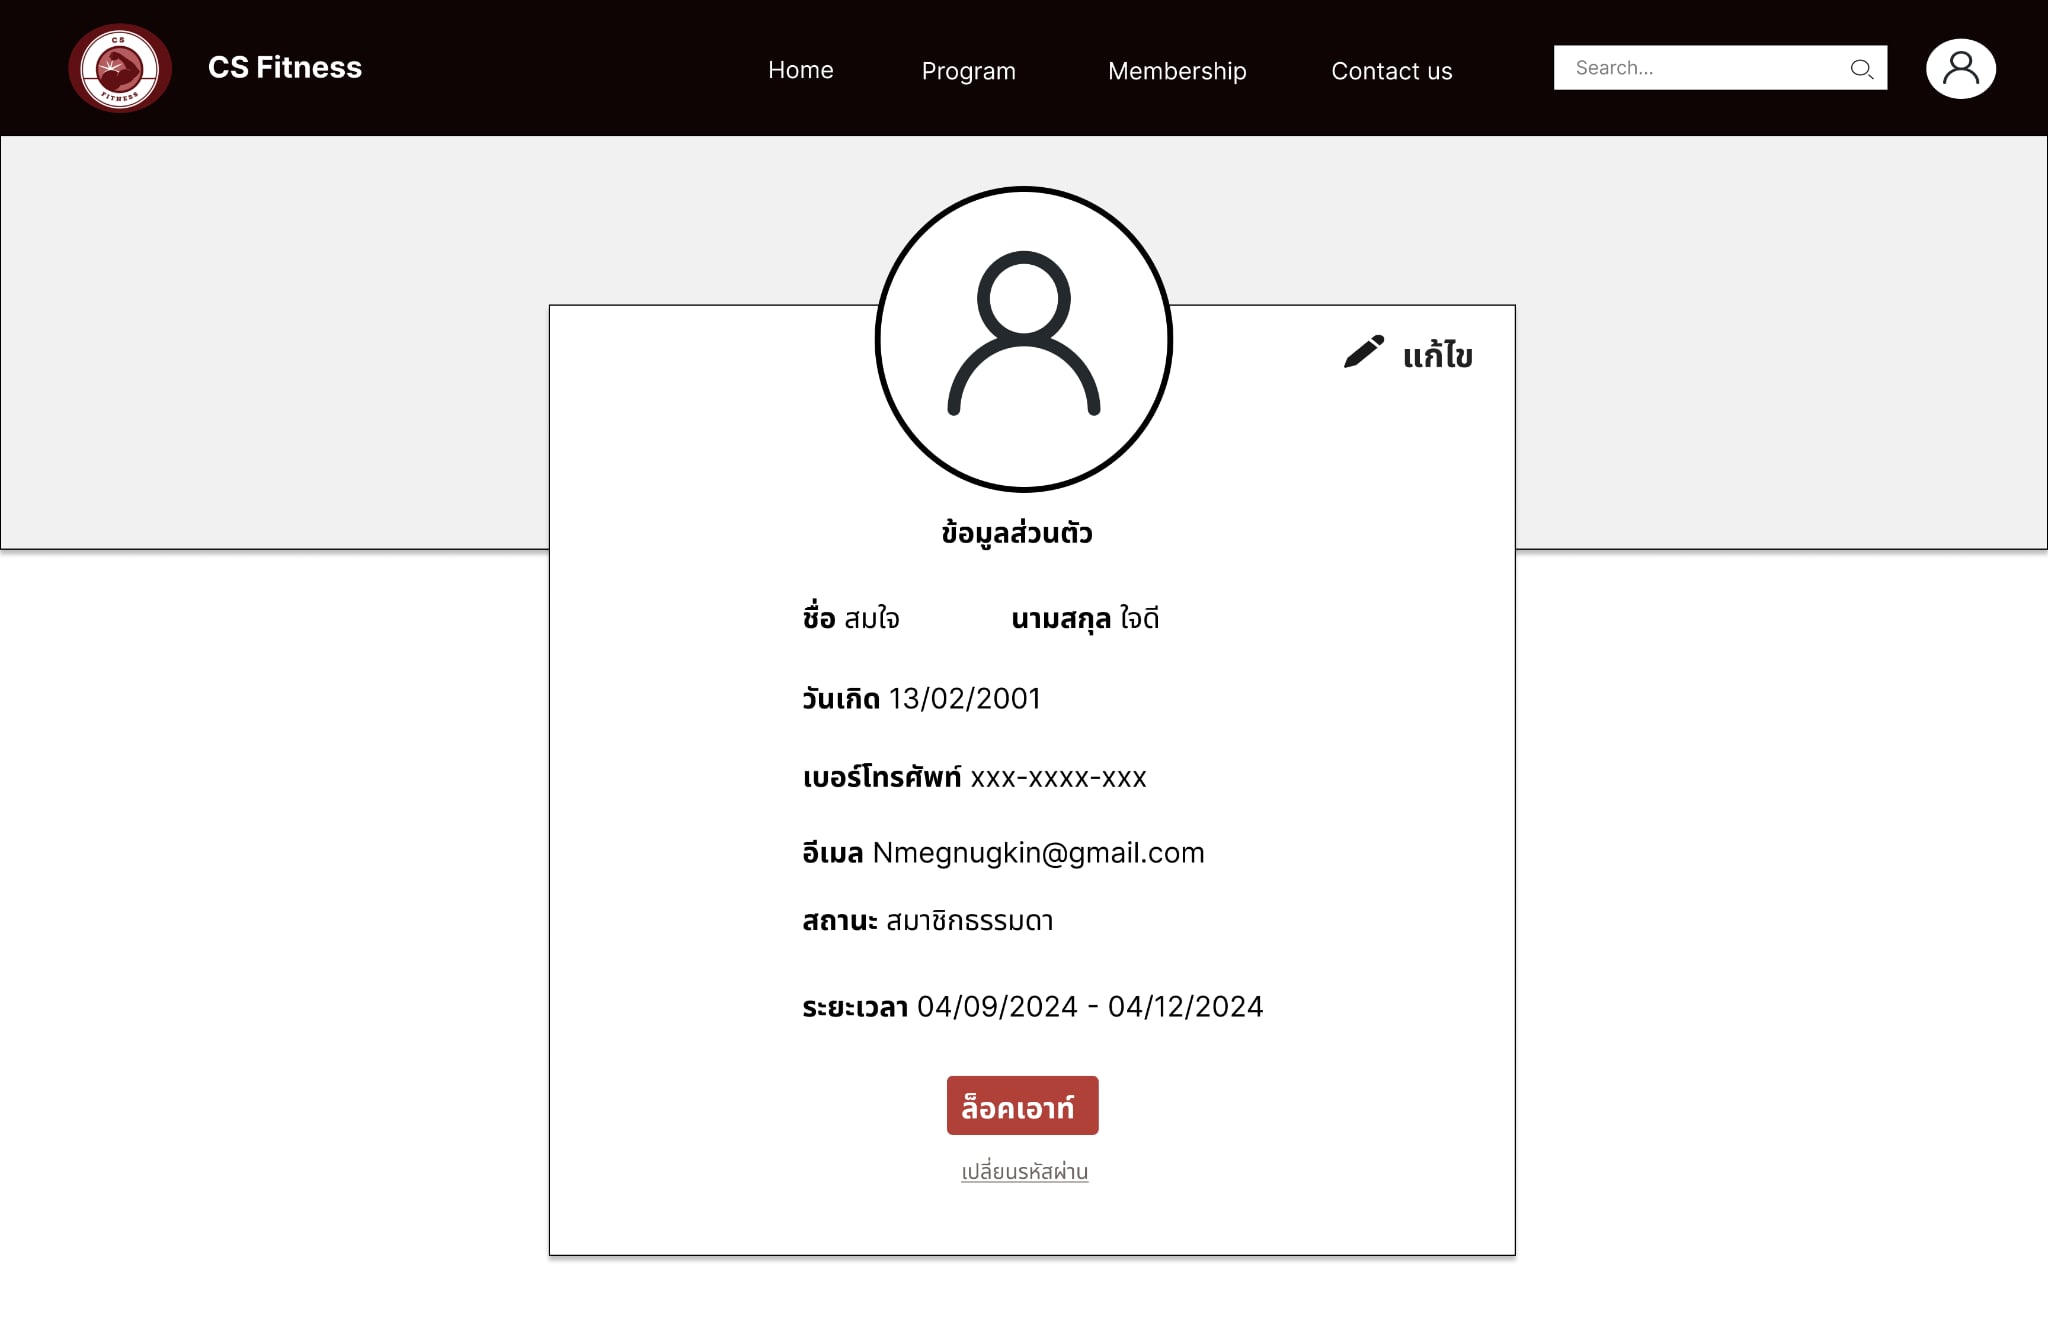 CS
FITNESS
CS Fitness
Home
Program
Membership
Contact us
Search...
แก้ไข
ข้อมูลส่วนตัว
ชื่อ สมใจ นามสกุล ใจดี
วันเกิด 13/02/2001
เบอร์โทรศัพท์ xxx-xxxx-xxx
อีเมล Nmegnugkin@gmail.com
สถานะ สมาชิกธรรมดา
ระยะเวลา 04/09/2024 - 04/12/2024
ล็อคเอาท์
เปลี่ยนรหัสผ่าน